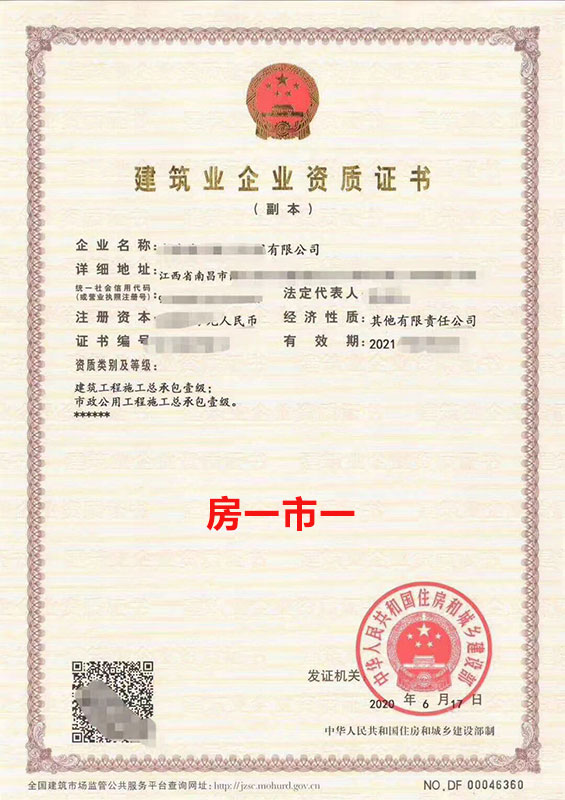 建筑业企业资质证书
(副本)
企业名称: 有限公司
详细地址: 江西省南昌市
统一社会信用代码
(或营业执照注册号):
法定代表人
注册资本: 人民币 经济性质: 其他有限责任公司
证书编号: 有效期: 2021
资质类别及等级:
建筑工程施工总承包壹级;
市政公用工程施工总承包壹级。
******
房一市一
中华人民共和国住房和城乡建设部
发证机关
2020 年 6 月 17 日
中华人民共和国住房和城乡建设部制
全国建筑市场监管公共服务平台查询网址: http://jzsc.mohurd.gov.cn
NO.DF 00046360